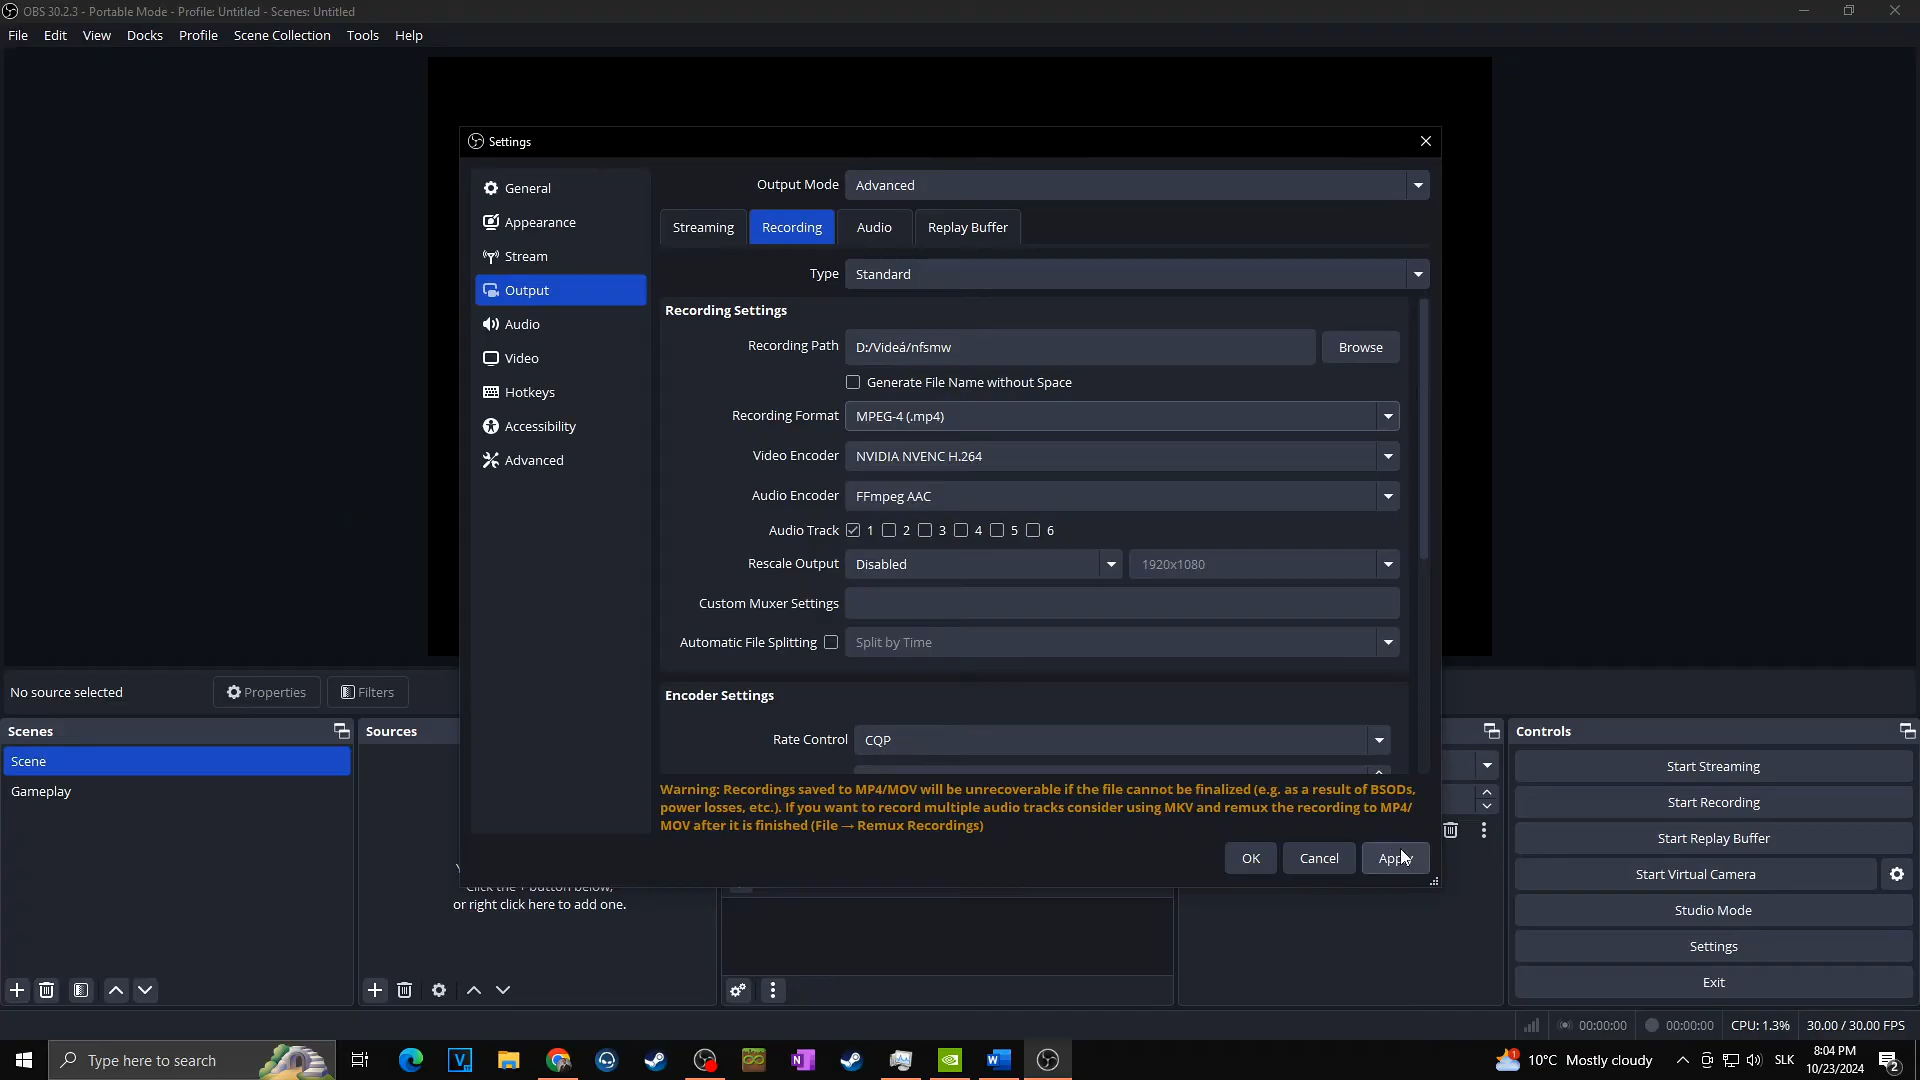 OBS 30.2.3 - Portable Mode - Profile: Untitled - Scenes: Untitled
File Edit View Docks Profile Scene Collection Tools Help
Settings
General
Appearance
Stream
Output
Audio
Video
Hotkeys
Accessibility
Advanced
Output Mode Advanced
Streaming Recording Audio Replay Buffer
Type Standard
Recording Settings
Recording Path D:/Videá/nfsmw Browse
Generate File Name without Space
Recording Format MPEG-4 (.mp4)
Video Encoder NVIDIA NVENC H.264
Audio Encoder FFmpeg AAC
Audio Track 1 2 3 4 5 6
Rescale Output Disabled 1920x1080
Custom Muxer Settings
Automatic File Splitting Split by Time
Encoder Settings
Rate Control CQP
Warning: Recordings saved to MP4/MOV will be unrecoverable if the file cannot be finalized (e.g. as a result of BSODs,
power losses, etc.). If you want to record multiple audio tracks consider using MKV and remux the recording to MP4/
MOV after it is finished (File → Remux Recordings)
OK Cancel Apply
No source selected Properties Filters
Scenes
Scene
Gameplay
Sources
Click the + button below,
or right click here to add one.
Controls
Start Streaming
Start Recording
Start Replay Buffer
Start Virtual Camera
Studio Mode
Settings
Exit
00:00:00 00:00:00 CPU: 1.3% 30.00 / 30.00 FPS
Type here to search
10°C Mostly cloudy SLK
8:04 PM
10/23/2024
2